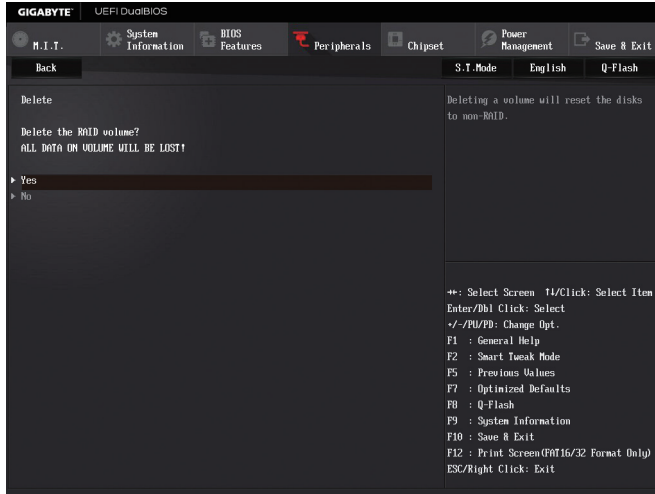 GIGABYTE™ UEFI DualBIOS
M.I.T. System Information BIOS Features Peripherals Chipset Power Management Save & Exit
Back S.T.Mode English Q-Flash
Delete
Delete the RAID volume?
ALL DATA ON VOLUME WILL BE LOST!
Yes
No
Deleting a volume will reset the disks
to non-RAID.
→←: Select Screen ↑↓/Click: Select Item
Enter/Dbl Click: Select
+/-/PU/PD: Change Opt.
F1 : General Help
F2 : Smart Tweak Mode
F5 : Previous Values
F7 : Optimized Defaults
F8 : Q-Flash
F9 : System Information
F10 : Save & Exit
F12 : Print Screen(FAT16/32 Format Only)
ESC/Right Click: Exit